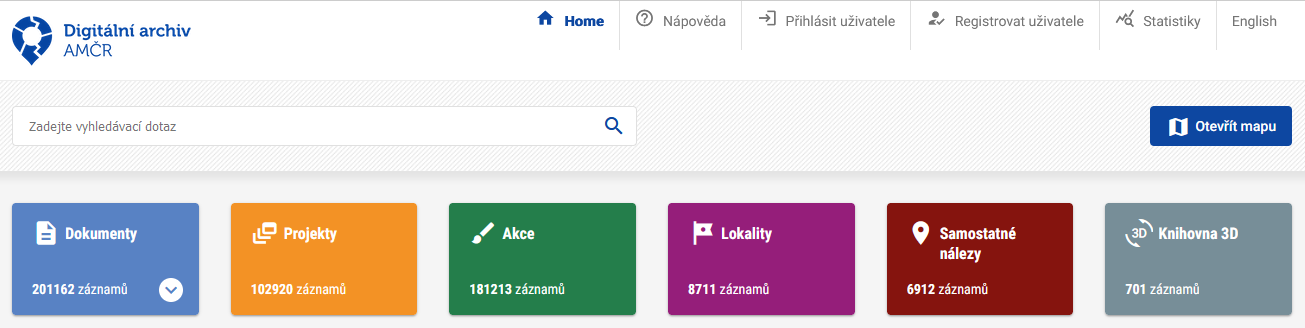 Digitální archiv
AMČR
Home
Nápověda
Přihlásit uživatele
Registrovat uživatele
Statistiky
English
Zadejte vyhledávací dotaz
Otevřít mapu
Dokumenty
201162 záznamů
Projekty
102920 záznamů
Akce
181213 záznamů
Lokality
8711 záznamů
Samostatné
nálezy
6912 záznamů
3D
Knihovna 3D
701 záznamů